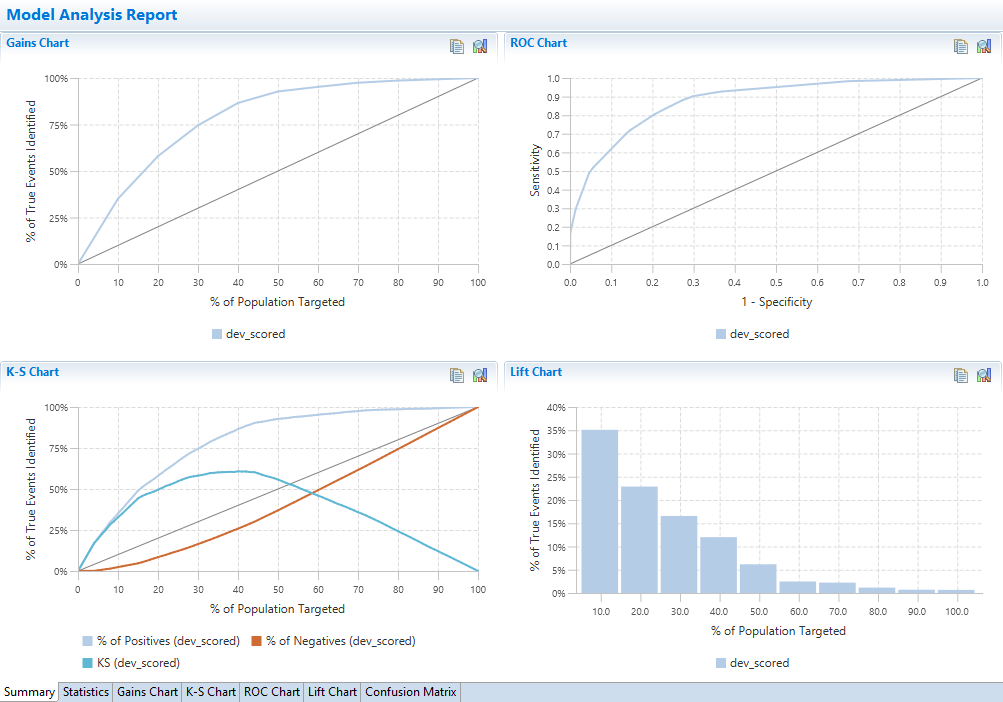 Model Analysis Report
Gains Chart
% of True Events Identified
100%
75%
50%
25%
0%
0 10 20 30 40 50 60 70 80 90 100
% of Population Targeted
dev_scored
ROC Chart
Sensitivity
1.0
0.9
0.8
0.7
0.6
0.5
0.4
0.3
0.2
0.1
0.0
0.0 0.1 0.2 0.3 0.4 0.5 0.6 0.7 0.8 0.9 1.0
1 - Specificity
dev_scored
K-S Chart
% of True Events Identified
100%
75%
50%
25%
0%
0 10 20 30 40 50 60 70 80 90 100
% of Population Targeted
% of Positives (dev_scored) % of Negatives (dev_scored)
KS (dev_scored)
Lift Chart
% of True Events Identified
40%
35%
30%
25%
20%
15%
10%
5%
0%
10.0 20.0 30.0 40.0 50.0 60.0 70.0 80.0 90.0 100.0
% of Population Targeted
dev_scored
Summary Statistics Gains Chart K-S Chart ROC Chart Lift Chart Confusion Matrix